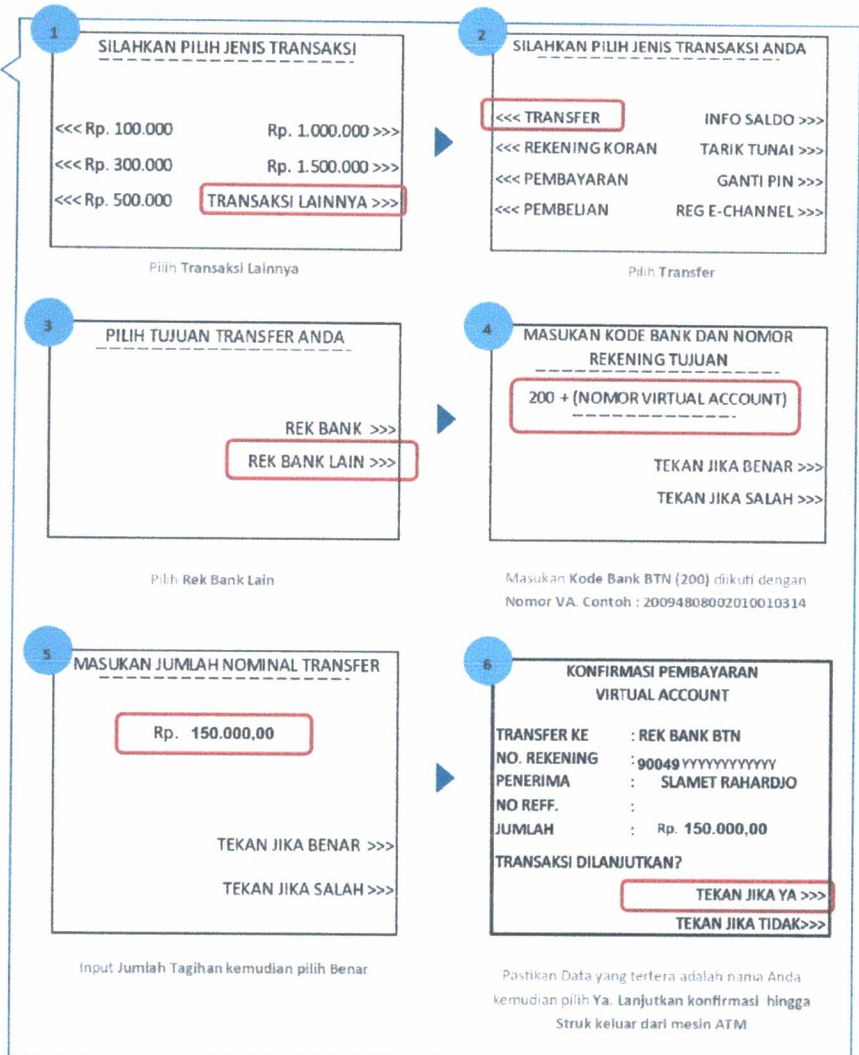 1
SILAHKAN PILIH JENIS TRANSAKSI
<<< Rp. 100.000 Rp. 1.000.000 >>>
<<< Rp. 300.000 Rp. 1.500.000 >>>
<<< Rp. 500.000 TRANSAKSI LAINNYA >>>
Pilih Transaksi Lainnya
2
SILAHKAN PILIH JENIS TRANSAKSI ANDA
<<< TRANSFER INFO SALDO >>>
<<< REKENING KORAN TARIK TUNAI >>>
<<< PEMBAYARAN GANTI PIN >>>
<<< PEMBELIAN REG E-CHANNEL >>>
Pilih Transfer
3
PILIH TUJUAN TRANSFER ANDA
REK BANK >>>
REK BANK LAIN >>>
Pilih Rek Bank Lain
4
MASUKAN KODE BANK DAN NOMOR
REKENING TUJUAN
200 + (NOMOR VIRTUAL ACCOUNT)
TEKAN JIKA BENAR >>>
TEKAN JIKA SALAH >>>
Masukan Kode Bank BTN (200) diikuti dengan
Nomor VA. Contoh : 20094808002010010314
5
MASUKAN JUMLAH NOMINAL TRANSFER
Rp. 150.000,00
TEKAN JIKA BENAR >>>
TEKAN JIKA SALAH >>>
Input Jumlah Tagihan kemudian pilih Benar
6
KONFIRMASI PEMBAYARAN
VIRTUAL ACCOUNT
TRANSFER KE : REK BANK BTN
NO. REKENING : 90049YYYYYYYYYYYY
PENERIMA : SLAMET RAHARDJO
NO REFF. :
JUMLAH : Rp. 150.000,00
TRANSAKSI DILANJUTKAN?
TEKAN JIKA YA >>>
TEKAN JIKA TIDAK>>>
Pastikan Data yang tertera adalah nama Anda
kemudian pilih Ya. Lanjutkan konfirmasi hingga
Struk keluar dari mesin ATM